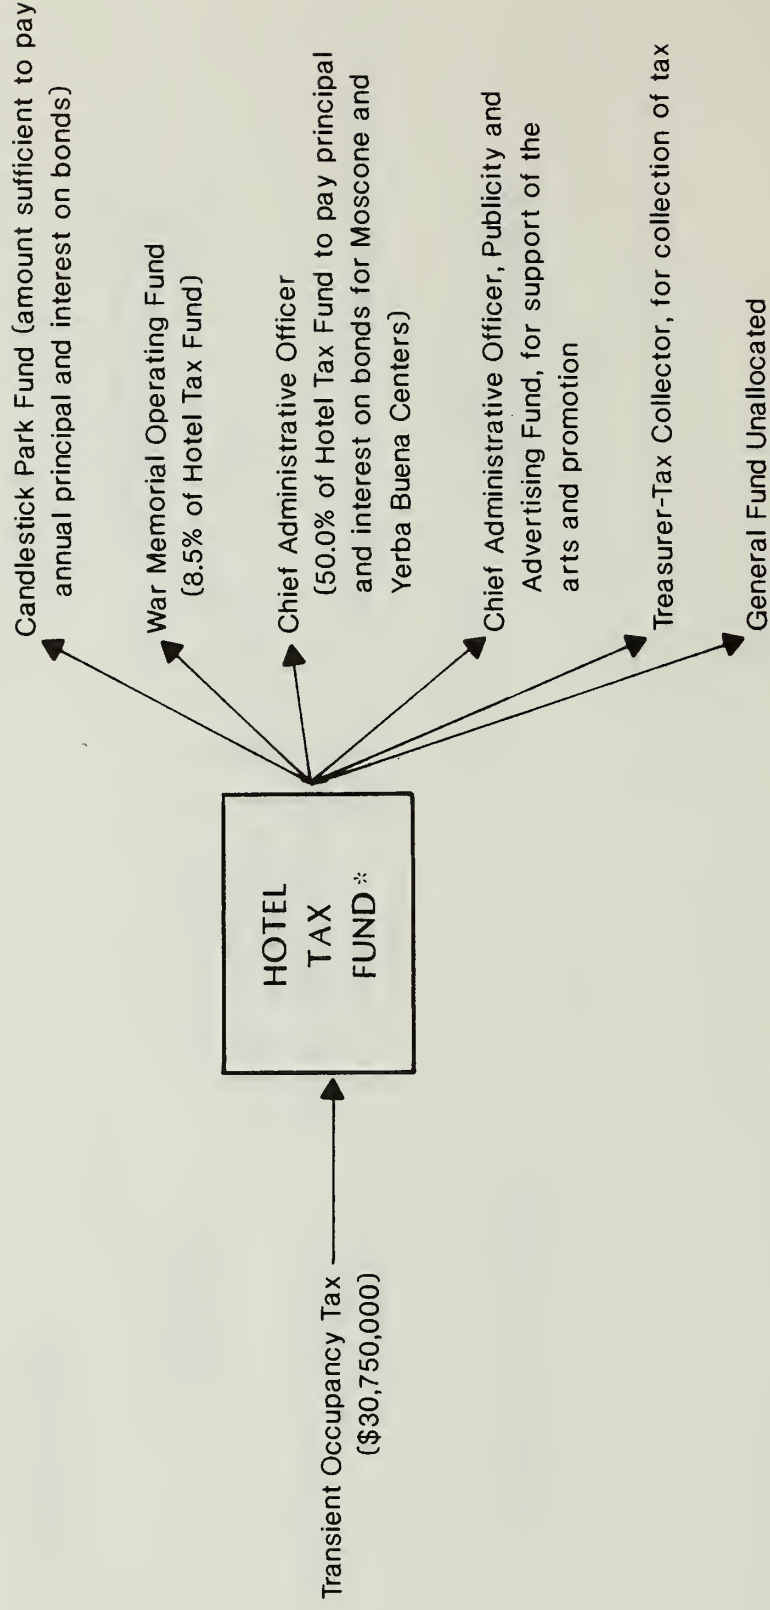 Transient Occupancy Tax
($30,750,000)
HOTEL
TAX
FUND*
Candlestick Park Fund (amount sufficient to pay
annual principal and interest on bonds)
War Memorial Operating Fund
(8.5% of Hotel Tax Fund)
Chief Administrative Officer
(50.0% of Hotel Tax Fund to pay principal
and interest on bonds for Moscone and
Yerba Buena Centers)
Chief Administrative Officer, Publicity and
Advertising Fund, for support of the
arts and promotion
Treasurer-Tax Collector, for collection of tax
General Fund Unallocated